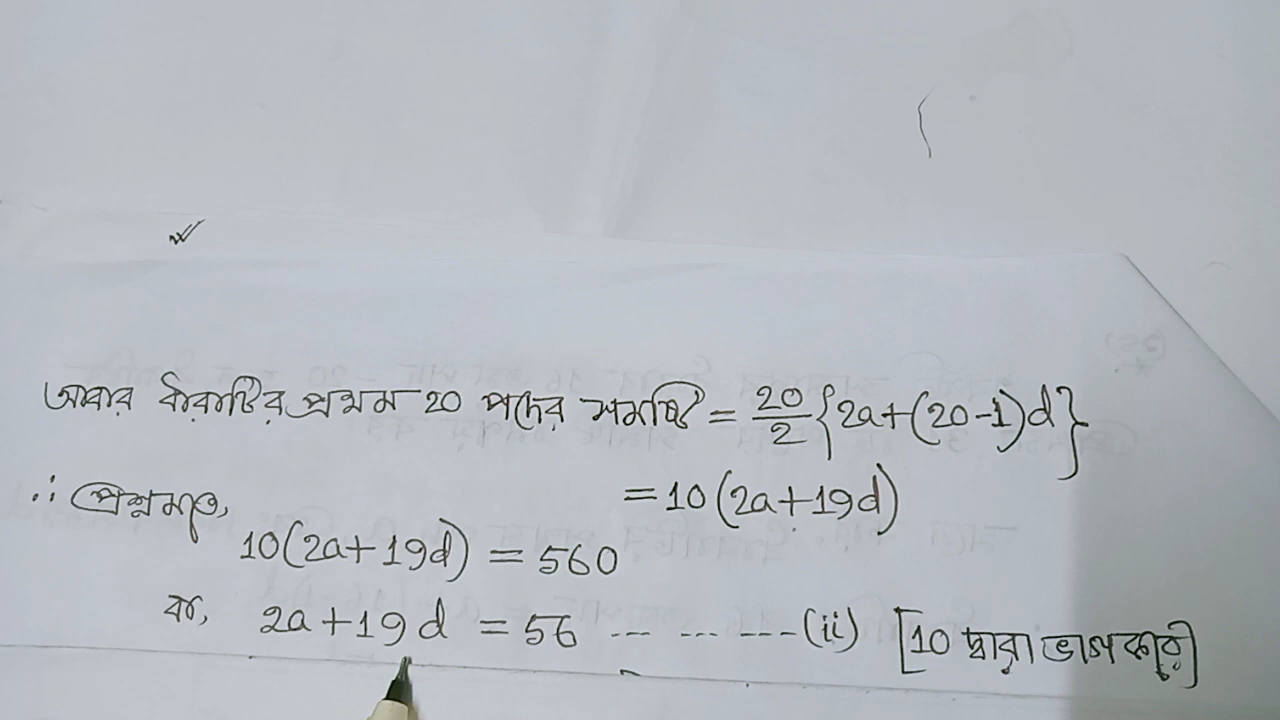 আবার ধারাটির প্রথম 20 পদের সমষ্টি = 20/2 {2a+(20-1)d}
= 10(2a+19d)
∴ প্রশ্নমতে,
10(2a+19d) = 560
বা, 2a+19d = 56 --- --- ---(ii) [10 দ্বারা ভাগ করে]